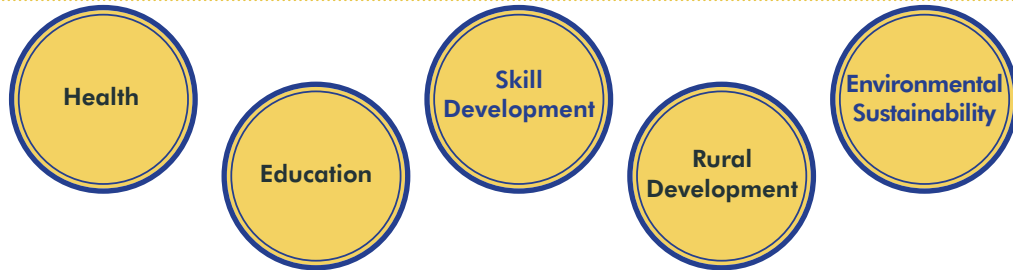 Health
Education
Skill
Development
Rural
Development
Environmental
Sustainability